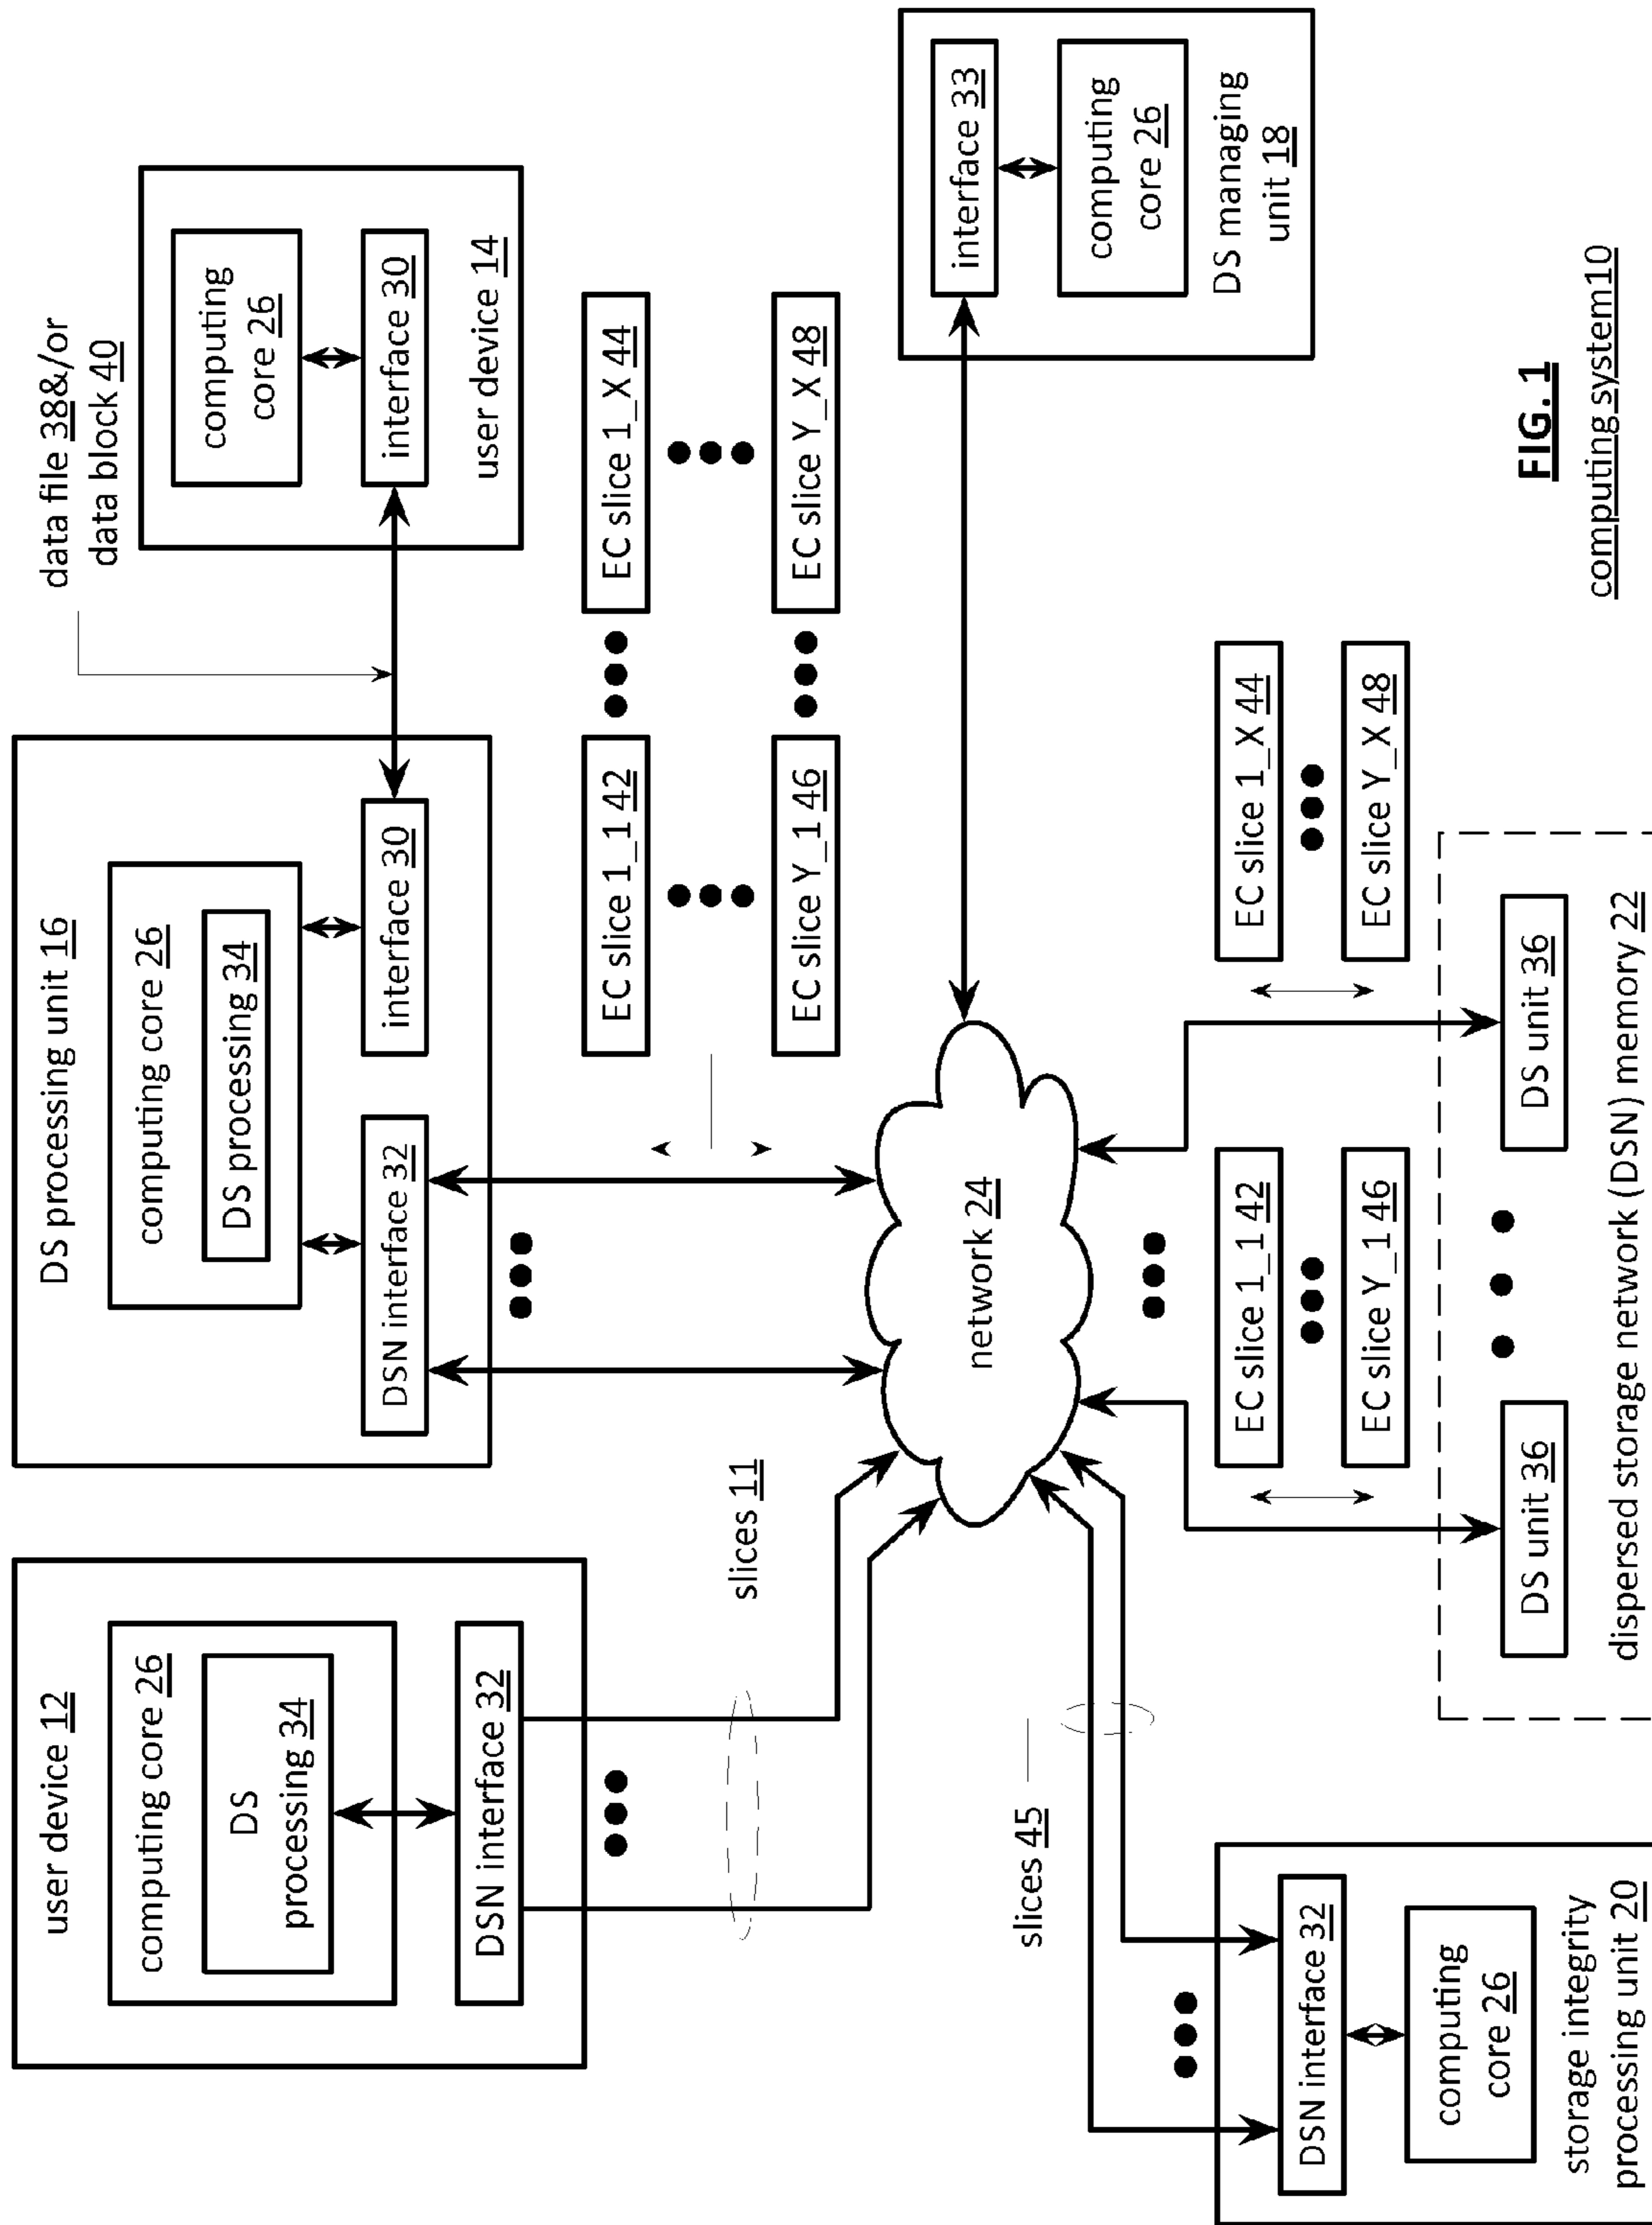 user device 12
computing core 26
DS
processing 34
DSN interface 32
slices 11
DS processing unit 16
computing core 26
DS processing 34
DSN interface 32
interface 30
data file 38&/or
data block 40
computing
core 26
interface 30
user device 14
EC slice 1_1 42
EC slice 1_X 44
EC slice Y_1 46
EC slice Y_X 48
network 24
interface 33
computing
core 26
DS managing
unit 18
slices 45
DSN interface 32
computing
core 26
storage integrity
processing unit 20
EC slice 1_1 42
EC slice Y_1 46
EC slice 1_X 44
EC slice Y_X 48
DS unit 36
DS unit 36
dispersed storage network (DSN) memory 22
FIG. 1
computing system10